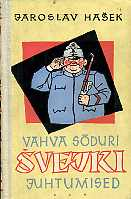 JAROSLAV HAŠEK
VAHVA SÕDURI
ŠVEJKI
JUHTUMISED